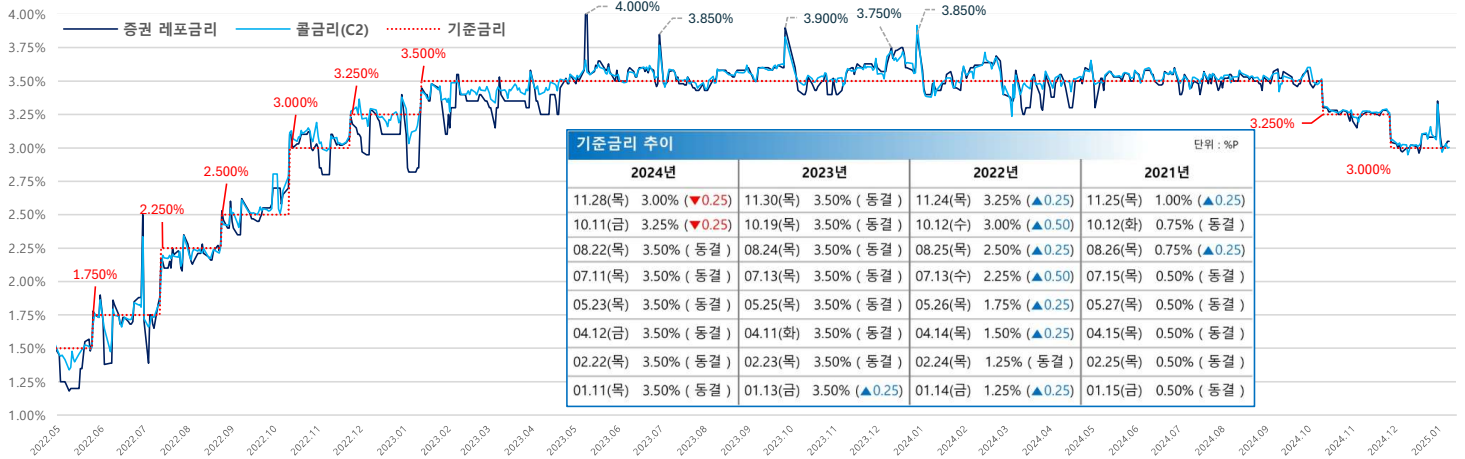 증권 레포금리 콜금리(C2) 기준금리
4.00%
3.75%
3.50%
3.25%
3.00%
2.75%
2.50%
2.25%
2.00%
1.75%
1.50%
1.25%
1.00%
1.750%
2.250%
2.500%
3.000%
3.250%
3.500%
4.000%
3.850%
3.900%
3.750%
3.850%
3.250%
3.000%
기준금리 추이 단위 : %P
2024년 2023년 2022년 2021년
11.28(목) 3.00% (▼0.25) 11.30(목) 3.50% ( 동결 ) 11.24(목) 3.25% (▲0.25) 11.25(목) 1.00% (▲0.25)
10.11(금) 3.25% (▼0.25) 10.19(목) 3.50% ( 동결 ) 10.12(수) 3.00% (▲0.50) 10.12(화) 0.75% ( 동결 )
08.22(목) 3.50% ( 동결 ) 08.24(목) 3.50% ( 동결 ) 08.25(목) 2.50% (▲0.25) 08.26(목) 0.75% (▲0.25)
07.11(목) 3.50% ( 동결 ) 07.13(목) 3.50% ( 동결 ) 07.13(수) 2.25% (▲0.50) 07.15(목) 0.50% ( 동결 )
05.23(목) 3.50% ( 동결 ) 05.25(목) 3.50% ( 동결 ) 05.26(목) 1.75% (▲0.25) 05.27(목) 0.50% ( 동결 )
04.12(금) 3.50% ( 동결 ) 04.11(화) 3.50% ( 동결 ) 04.14(목) 1.50% (▲0.25) 04.15(목) 0.50% ( 동결 )
02.22(목) 3.50% ( 동결 ) 02.23(목) 3.50% ( 동결 ) 02.24(목) 1.25% ( 동결 ) 02.25(목) 0.50% ( 동결 )
01.11(목) 3.50% ( 동결 ) 01.13(금) 3.50% (▲0.25) 01.14(금) 1.25% (▲0.25) 01.15(금) 0.50% ( 동결 )
2022.05 2022.06 2022.07 2022.08 2022.09 2022.10 2022.11 2022.12 2023.01 2023.02 2023.03 2023.04 2023.05 2023.06 2023.07 2023.08 2023.09 2023.10 2023.11 2023.12 2024.01 2024.02 2024.03 2024.04 2024.05 2024.06 2024.07 2024.08 2024.09 2024.10 2024.11 2024.12 2025.01